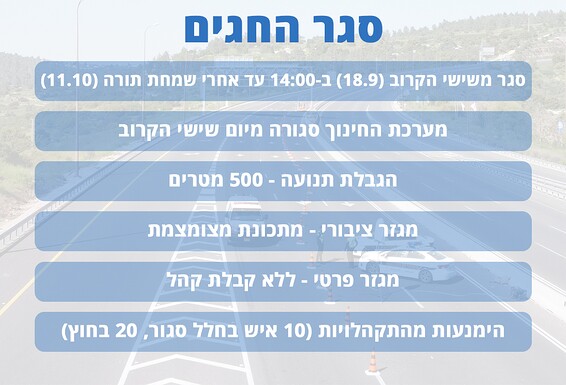 סגר החגים
סגר משישי הקרוב (18.9) ב-14:00 עד אחרי שמחת תורה (11.10)
מערכת החינוך סגורה מיום שישי הקרוב
הגבלת תנועה - 500 מטרים
מגזר ציבורי - מתכונת מצומצמת
מגזר פרטי - ללא קבלת קהל
הימנעות מהתקהלויות (10 איש בחלל סגור, 20 בחוץ)